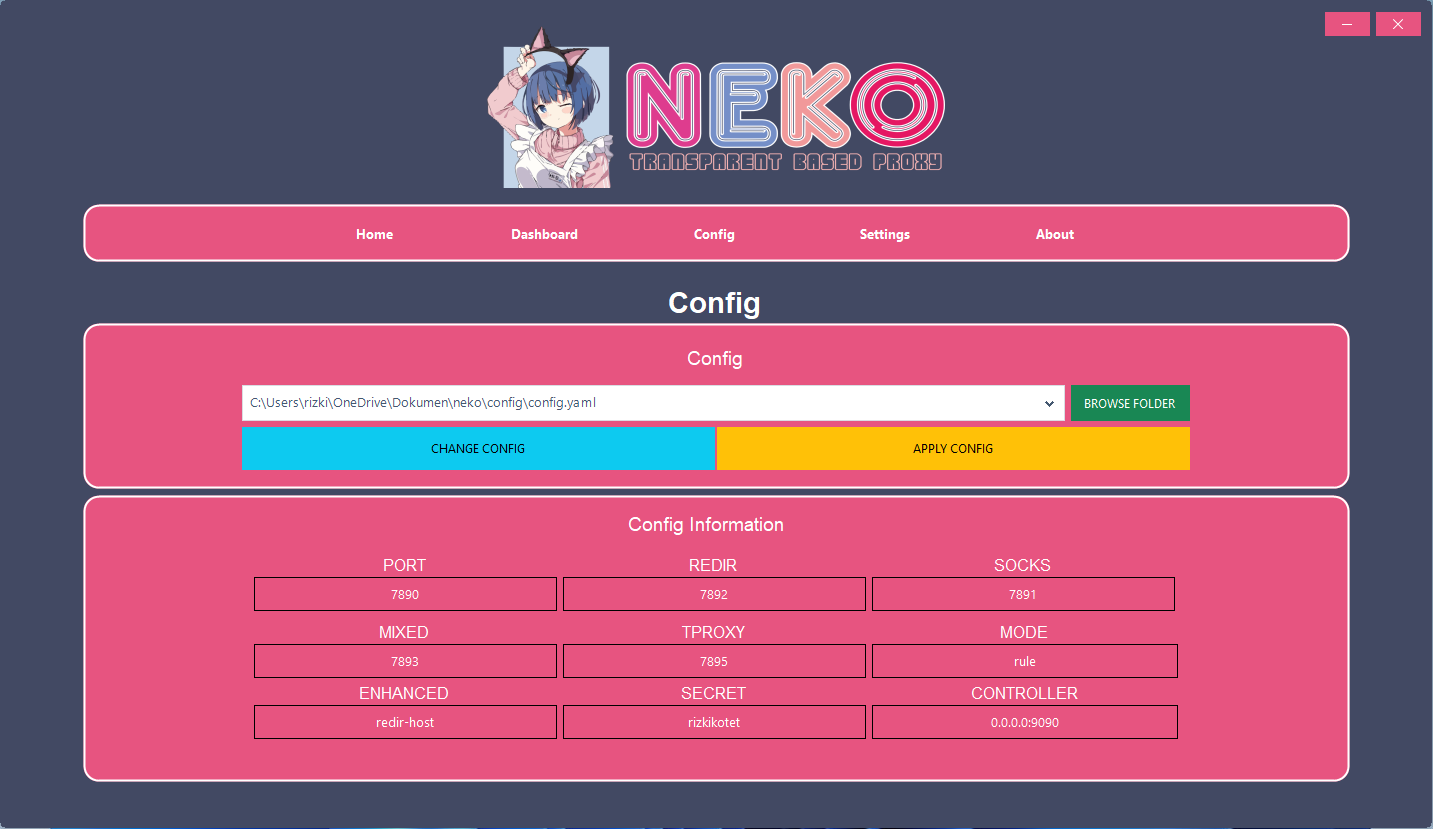 NEKO
TRANSPARENT BASED PROXY
Home Dashboard Config Settings About
Config
Config
C:\Users\rizki\OneDrive\Dokumen\neko\config\config.yaml BROWSE FOLDER
CHANGE CONFIG APPLY CONFIG
Config Information
PORT REDIR SOCKS
7890 7892 7891
MIXED TPROXY MODE
7893 7895 rule
ENHANCED SECRET CONTROLLER
redir-host rizkikotet 0.0.0.0:9090